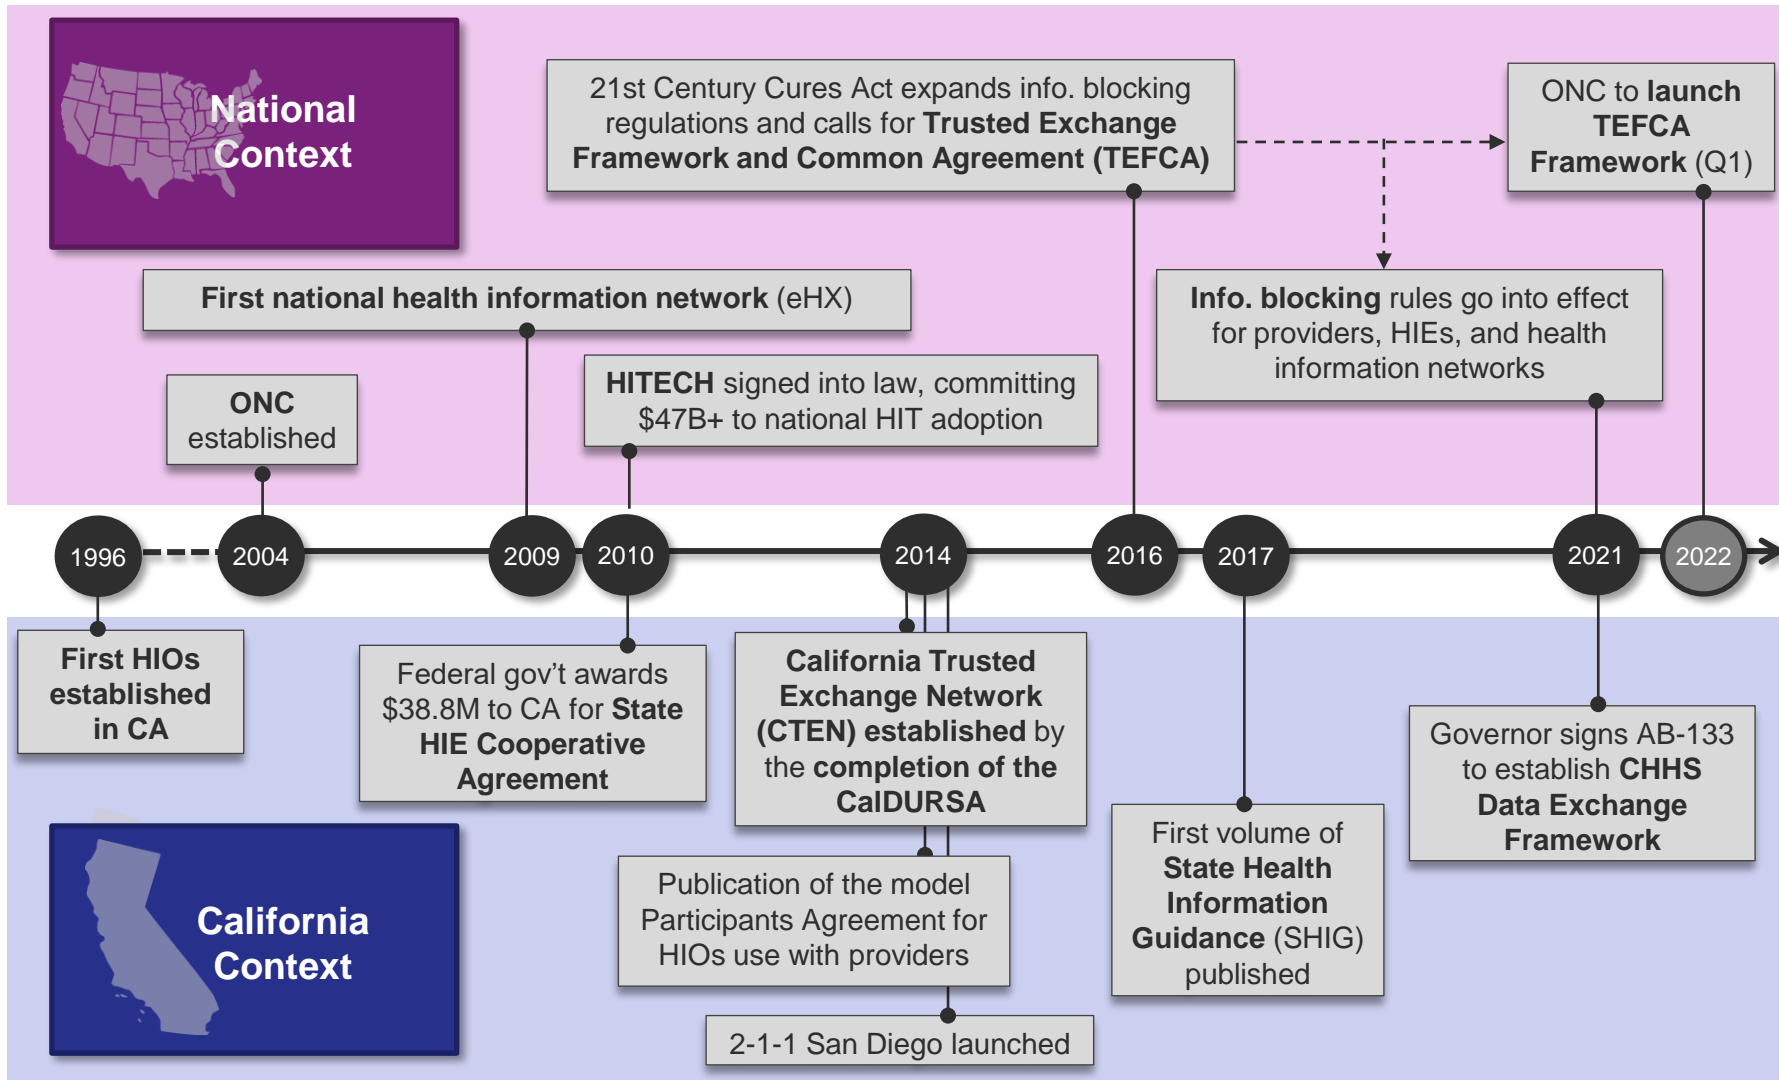 National
Context
21st Century Cures Act expands info. blocking
regulations and calls for Trusted Exchange
Framework and Common Agreement (TEFCA)
ONC to launch
TEFCA
Framework (Q1)
First national health information network (eHX)
Info. blocking rules go into effect
for providers, HIEs, and health
information networks
HITECH signed into law, committing
$47B+ to national HIT adoption
ONC
established
1996
2004
2009
2010
2014
2016
2017
2021
2022
First HIOs
established
in CA
Federal gov’t awards
$38.8M to CA for State
HIE Cooperative
Agreement
California Trusted
Exchange Network
(CTEN) established by
the completion of the
CalDURSA
Governor signs AB-133
to establish CHHS
Data Exchange
Framework
First volume of
State Health
Information
Guidance (SHIG)
published
Publication of the model
Participants Agreement for
HIOs use with providers
California
Context
2-1-1 San Diego launched